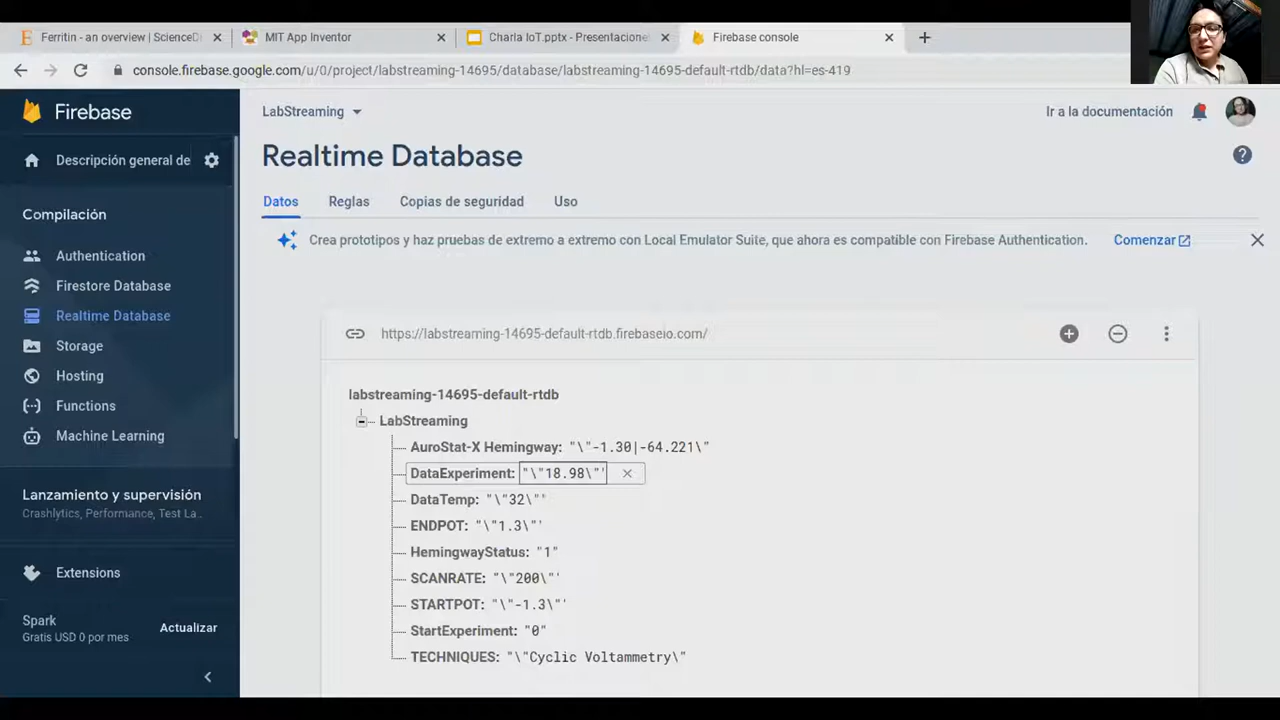 Ferritin - an overview | ScienceDi
MIT App Inventor
Charla IoT.pptx - Presentacione
Firebase console
console.firebase.google.com/u/0/project/labstreaming-14695/database/labstreaming-14695-default-rtdb/data?hl=es-419
Firebase
LabStreaming
Ir a la documentación
Descripción general de
Realtime Database
Compilación
Datos
Reglas
Copias de seguridad
Uso
Crea prototipos y haz pruebas de extremo a extremo con Local Emulator Suite, que ahora es compatible con Firebase Authentication.
Comenzar
Authentication
Firestore Database
Realtime Database
Storage
Hosting
Functions
Machine Learning
Lanzamiento y supervisión
Crashlytics, Performance, Test La..
Extensions
Spark
Gratis USD 0 por mes
Actualizar
https://labstreaming-14695-default-rtdb.firebaseio.com/
labstreaming-14695-default-rtdb
LabStreaming
AuroStat-X Hemingway: "\"-1.30|-64.221\"
DataExperiment: "\"18.98\"'
DataTemp: "\"32\"'
ENDPOT: "\"1.3\"'
HemingwayStatus: "1"
SCANRATE: "\"200\"'
STARTPOT: "\"-1.3\"'
StartExperiment: "0"
TECHNIQUES: "\"Cyclic Voltammetry\"